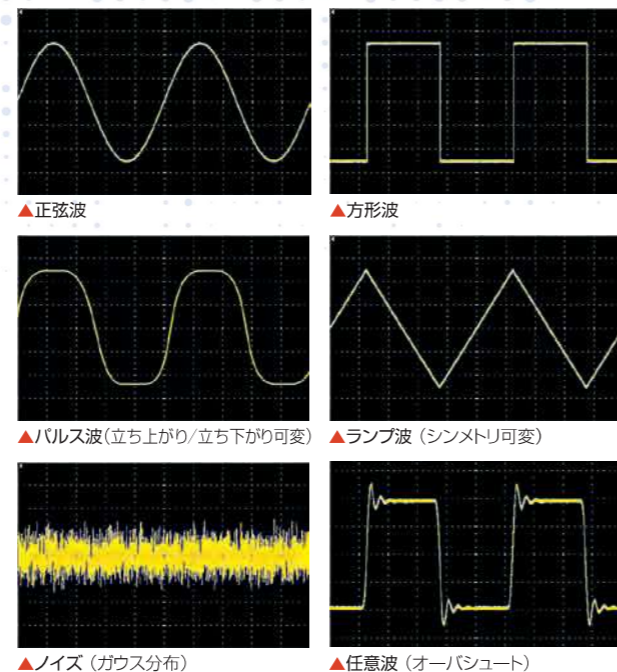 ▲正弦波
▲方形波
▲パルス波(立ち上がり/立ち下がり可変)
▲ランプ波 (シンメトリ可変)
▲ノイズ (ガウス分布)
▲任意波 (オーバシュート)